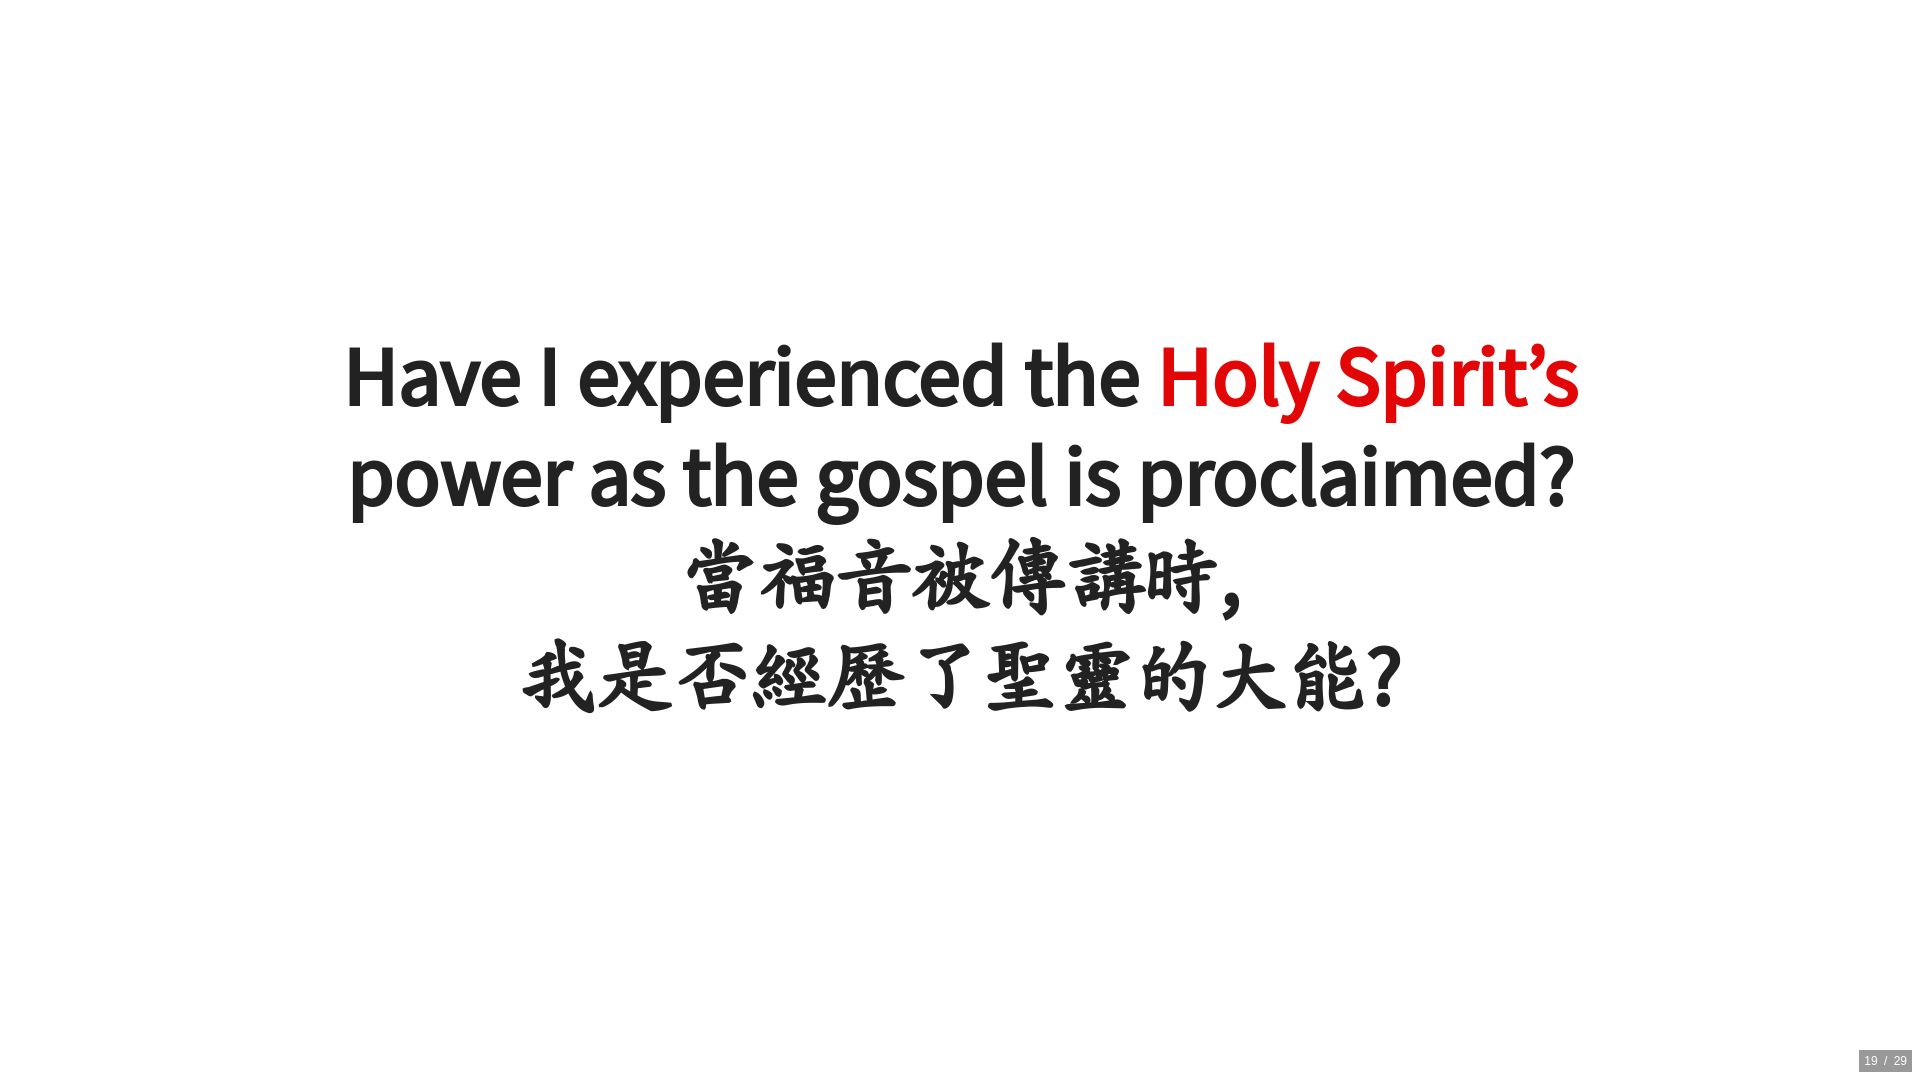 Have I experienced the Holy Spirit’s
power as the gospel is proclaimed?
當福音被傳講時,
我是否經歷了聖靈的大能?
19 / 29